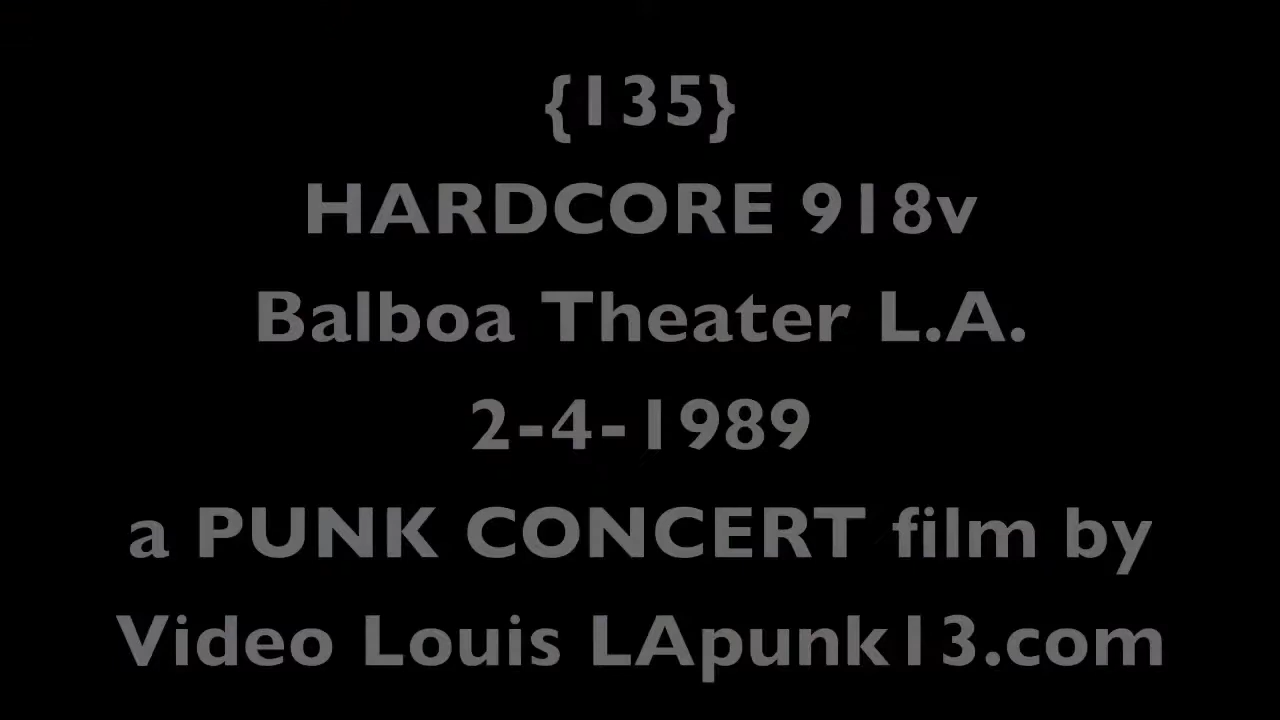 {135}
HARDCORE 918v
Balboa Theater L.A.
2-4-1989
a PUNK CONCERT film by
Video Louis LApunk13.com